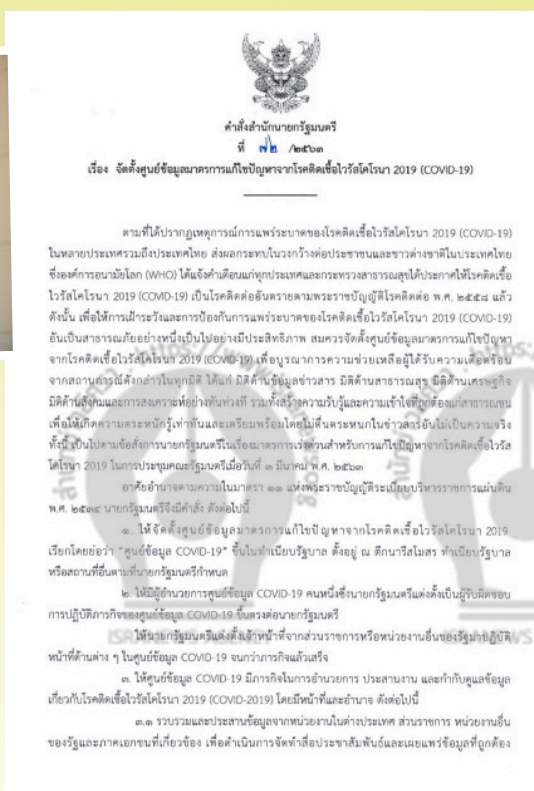 คำสั่งสำนักนายกรัฐมนตรี
ที่ ๗๒ /๒๕๖๓
เรื่อง จัดตั้งศูนย์ข้อมูลมาตรการแก้ไขปัญหาจากโรคติดเชื้อไวรัสโคโรนา 2019 (COVID-19)
ตามที่ได้ปรากฏเหตุการณ์การแพร่ระบาดของโรคติดเชื้อไวรัสโคโรนา 2019 (COVID-19)
ในหลายประเทศรวมถึงประเทศไทย ส่งผลกระทบในวงกว้างต่อประชาชนและชาวต่างชาติในประเทศไทย
ซึ่งองค์การอนามัยโลก (WHO) ได้แจ้งคำเตือนแก่ทุกประเทศและกระทรวงสาธารณสุขได้ประกาศให้โรคติดเชื้อ
ไวรัสโคโรนา 2019 (COVID-19) เป็นโรคติดต่ออันตรายตามพระราชบัญญัติโรคติดต่อ พ.ศ. ๒๕๕๘ แล้ว
ดังนั้น เพื่อให้การเฝ้าระวังและการป้องกันการแพร่ระบาดของโรคติดเชื้อไวรัสโคโรนา 2019 (COVID-19)
อันเป็นสาธารณภัยอย่างหนึ่งเป็นไปอย่างมีประสิทธิภาพ สมควรจัดตั้งศูนย์ข้อมูลมาตรการแก้ไขปัญหา
จากโรคติดเชื้อไวรัสโคโรนา 2019 (COVID-19) เพื่อบูรณาการความช่วยเหลือผู้ได้รับความเดือดร้อน
จากสถานการณ์ดังกล่าวในทุกมิติ ได้แก่ มิติด้านข้อมูลข่าวสาร มิติด้านสาธารณสุข มิติด้านเศรษฐกิจ
มิติด้านสังคมและการสงเคราะห์อย่างทันท่วงที รวมทั้งสร้างความรับรู้และความเข้าใจที่ถูกต้องแก่สาธารณชน
เพื่อให้เกิดความตระหนักรู้เท่าทันและเตรียมพร้อมโดยไม่ตื่นตระหนกในข่าวสารอันไม่เป็นความจริง
ทั้งนี้ เป็นไปตามข้อสั่งการนายกรัฐมนตรีในเรื่องมาตรการเร่งด่วนสำหรับการแก้ไขปัญหาจากโรคติดเชื้อไวรัส
โคโรนา 2019 ในการประชุมคณะรัฐมนตรีเมื่อวันที่ ๓ มีนาคม พ.ศ. ๒๕๖๓
อาศัยอำนาจตามความในมาตรา ๑๑ แห่งพระราชบัญญัติระเบียบบริหารราชการแผ่นดิน
พ.ศ. ๒๕๓๔ นายกรัฐมนตรีจึงมีคำสั่ง ดังต่อไปนี้
๑. ให้จัดตั้งศูนย์ข้อมูลมาตรการแก้ไขปัญหาจากโรคติดเชื้อไวรัสโคโรนา 2019
เรียกโดยย่อว่า "ศูนย์ข้อมูล COVID-19" ขึ้นในทำเนียบรัฐบาล ตั้งอยู่ ณ ตึกนารีสโมสร ทำเนียบรัฐบาล
หรือสถานที่อื่นตามที่นายกรัฐมนตรีกำหนด
๒. ให้มีผู้อำนวยการศูนย์ข้อมูล COVID-19 คนหนึ่งซึ่งนายกรัฐมนตรีแต่งตั้งเป็นผู้รับผิดชอบ
การปฏิบัติภารกิจของศูนย์ข้อมูล COVID-19 ขึ้นตรงต่อนายกรัฐมนตรี
ให้นายกรัฐมนตรีแต่งตั้งเจ้าหน้าที่จากส่วนราชการหรือหน่วยงานอื่นของรัฐมาปฏิบัติ
หน้าที่ด้านต่าง ๆ ในศูนย์ข้อมูล COVID-19 จนกว่าภารกิจแล้วเสร็จ
๓. ให้ศูนย์ข้อมูล COVID-19 มีภารกิจในการอำนวยการ ประสานงาน และกำกับดูแลข้อมูล
เกี่ยวกับโรคติดเชื้อไวรัสโคโรนา 2019 (COVID-2019) โดยมีหน้าที่และอำนาจ ดังต่อไปนี้
๓.๑ รวบรวมและประสานข้อมูลจากหน่วยงานในต่างประเทศ ส่วนราชการ หน่วยงานอื่น
ของรัฐและภาคเอกชนที่เกี่ยวข้อง เพื่อดำเนินการจัดทำสื่อประชาสัมพันธ์และเผยแพร่ข้อมูลที่ถูกต้อง